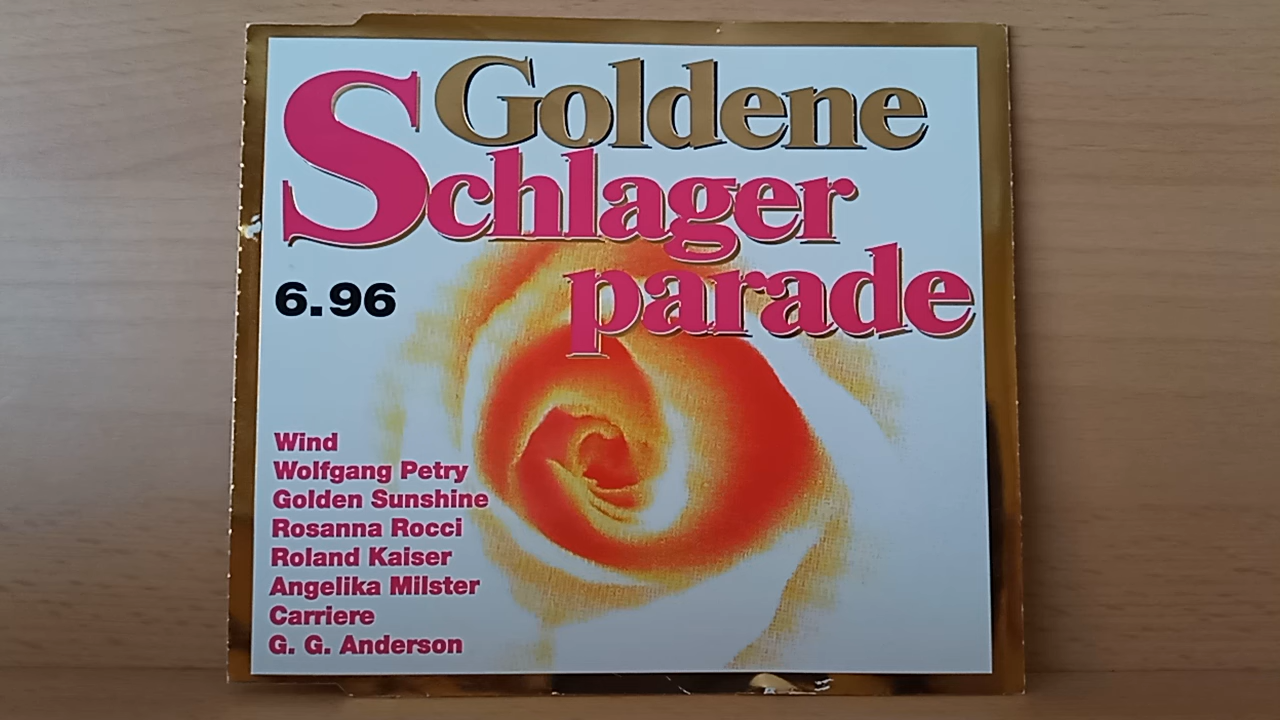 Goldene
Schlager
parade
6.96
Wind
Wolfgang Petry
Golden Sunshine
Rosanna Rocci
Roland Kaiser
Angelika Milster
Carriere
G. G. Anderson